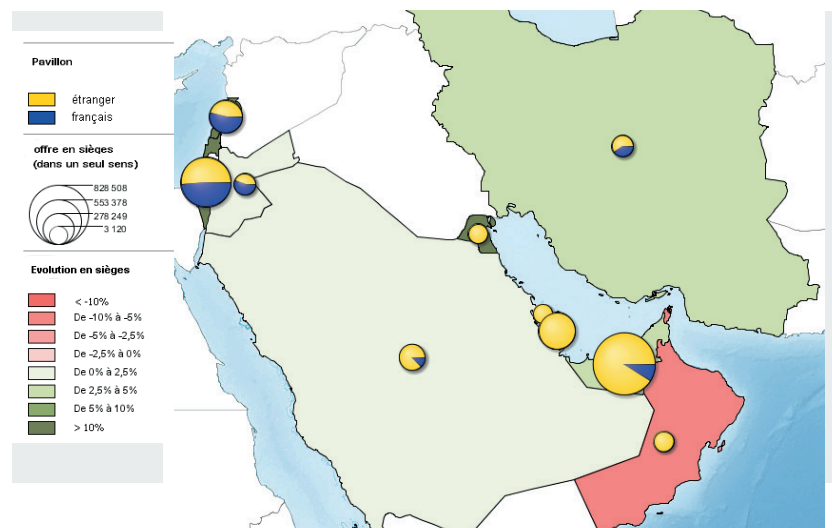 Pavillon
étranger
français
offre en sièges
(dans un seul sens)
828 508
553 378
278 249
3 120
Evolution en sièges
< -10%
De -10% à -5%
De -5% à -2,5%
De -2,5% à 0%
De 0% à 2,5%
De 2,5% à 5%
De 5% à 10%
> 10%